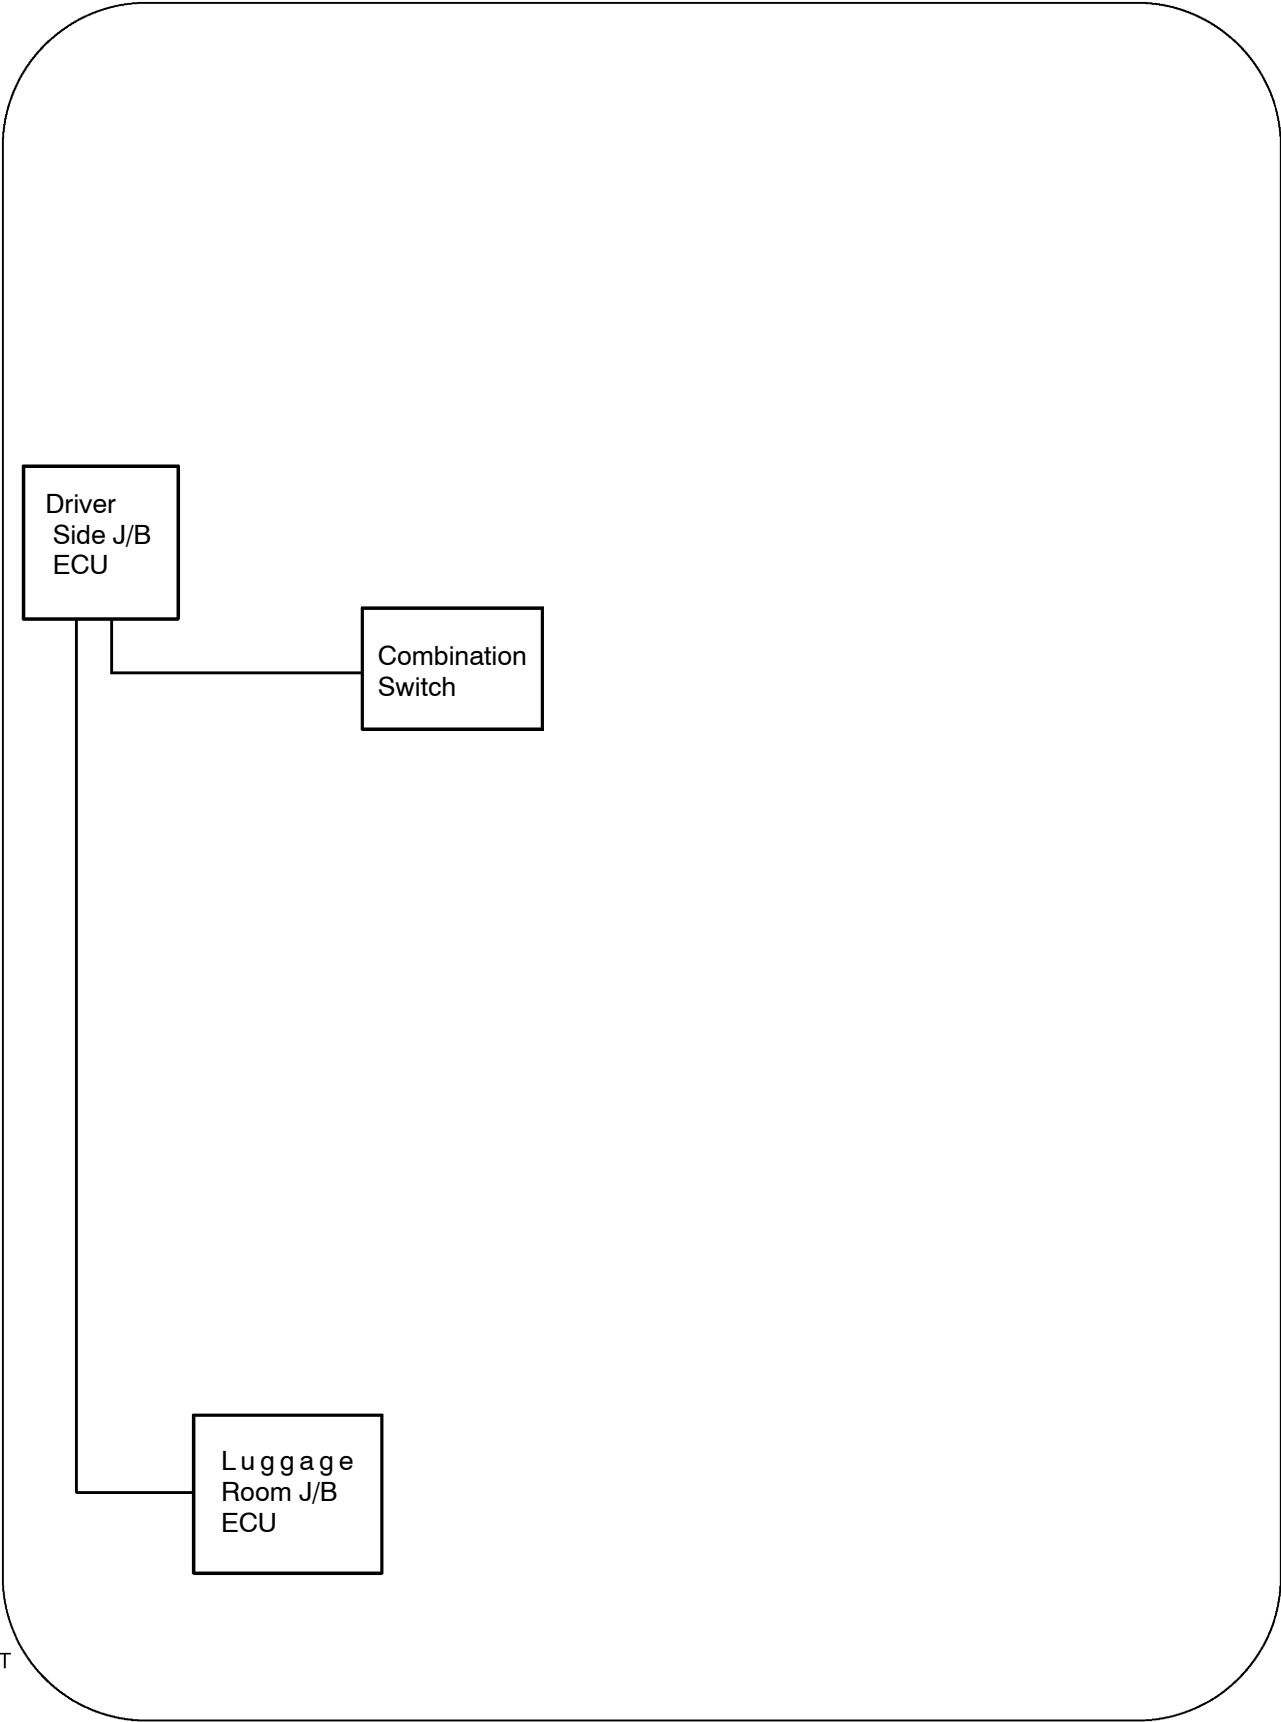 Driver
Side J/B
ECU
Combination
Switch
Luggage
Room J/B
ECU
T